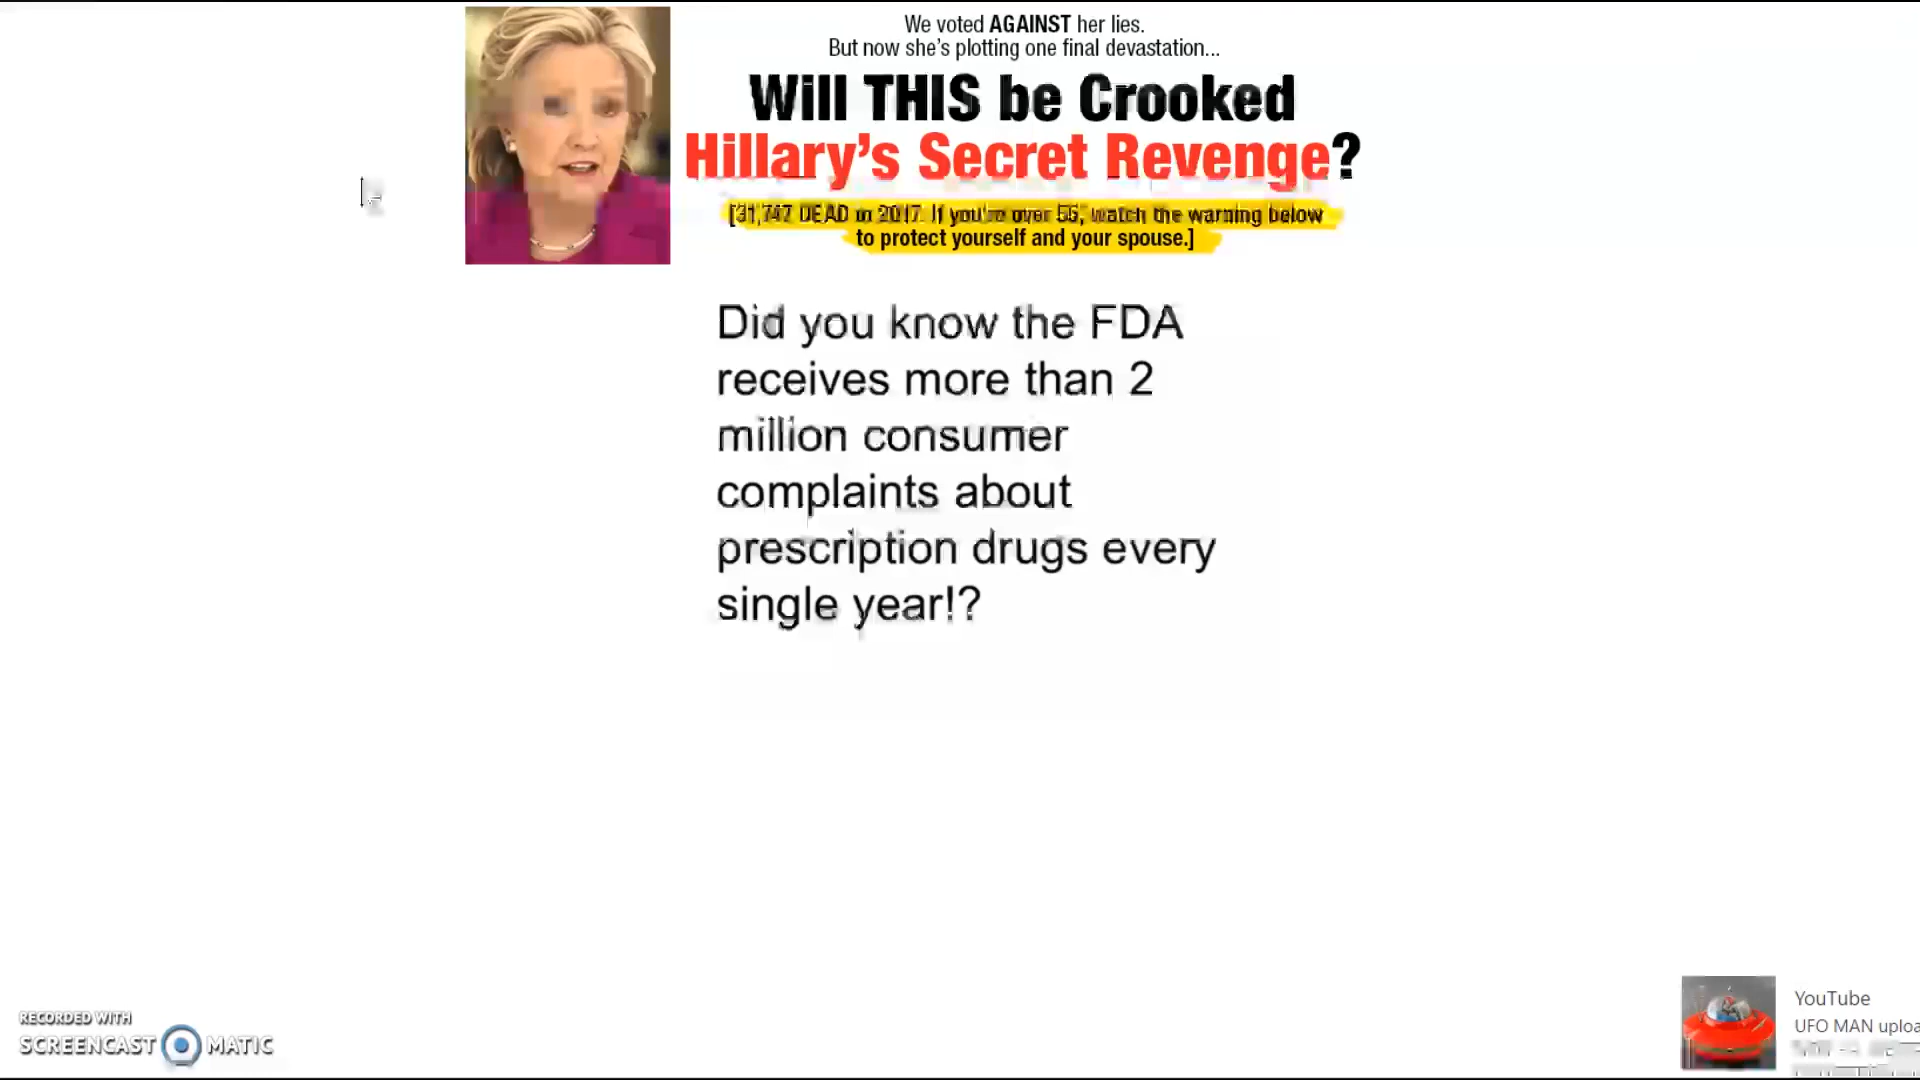 We voted AGAINST her lies.
But now she's plotting one final devastation...
Will THIS be Crooked
Hillary's Secret Revenge?
[31,747 DEAD in 2017. If you're over 56, watch the warning below
to protect yourself and your spouse.]
Did you know the FDA
receives more than 2
million consumer
complaints about
prescription drugs every
single year!?
RECORDED WITH
SCREENCAST MATIC
YouTube
UFO MAN uploa